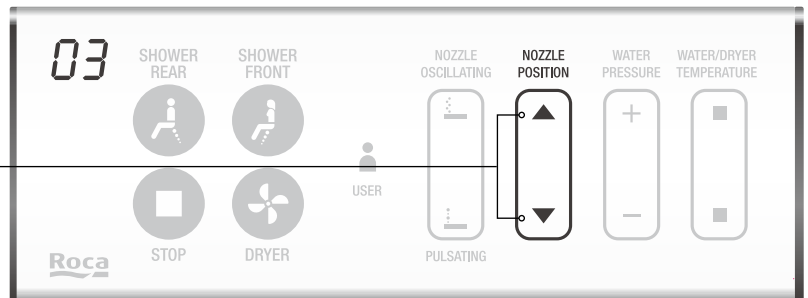 03
SHOWER
REAR
SHOWER
FRONT
NOZZLE
OSCILLATING
NOZZLE
POSITION
WATER
PRESSURE
WATER/DRYER
TEMPERATURE
USER
STOP
DRYER
PULSATING
Roca